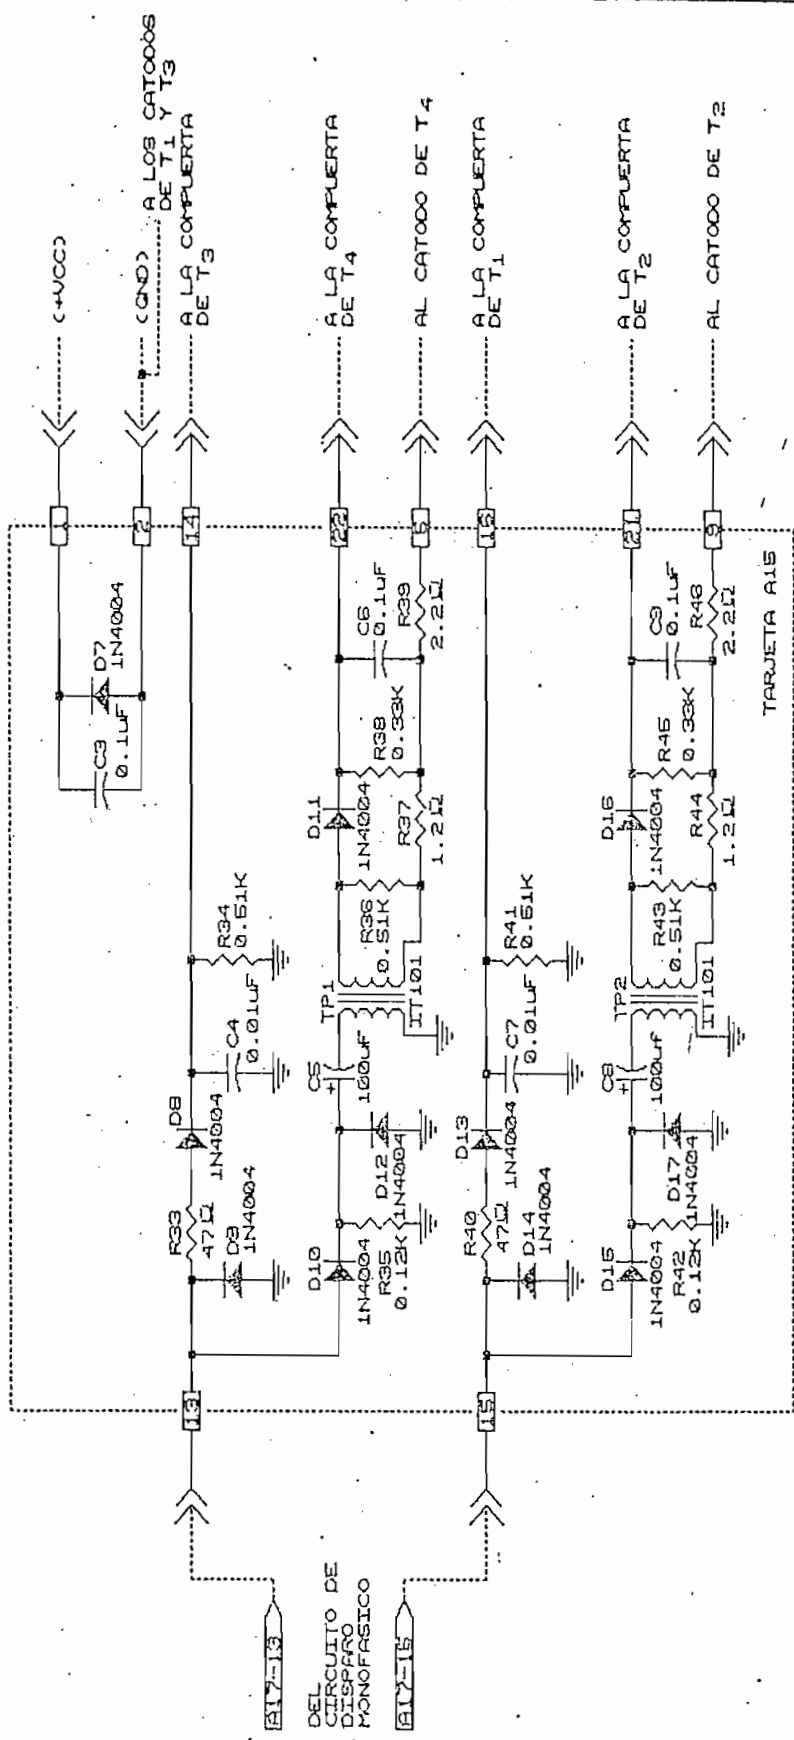 (+VCC)
(GND)
A LOS CATODOS
DE T1 Y T3
A LA COMPUERTA
DE T3
A LA COMPUERTA
DE T4
AL CATODO DE T4
A LA COMPUERTA
DE T1
A LA COMPUERTA
DE T2
AL CATODO DE T2
1
2
14
22
5
16
21
9
C3
0.1uF
D7
1N4004
R33
47Ω
D9
1N4004
D8
1N4004
C4
0.01uF
R34
0.51K
D10
1N4004
R35
0.12K
D12
1N4004
C5
+
100uF
TP1
IT101
R36
0.51K
D11
1N4004
R37
1.2Ω
R38
0.33K
C6
0.1uF
R39
2.2Ω
R40
47Ω
D14
1N4004
D13
1N4004
C7
0.01uF
R41
0.51K
D15
1N4004
R42
0.12K
D17
1N4004
C8
+
100uF
TP2
IT101
R43
0.51K
D16
1N4004
R44
1.2Ω
R45
0.33K
C9
0.1uF
R46
2.2Ω
TARJETA A15
13
15
A17-13
DEL
CIRCUITO DE
DISPARO
MONOFASICO
A17-16